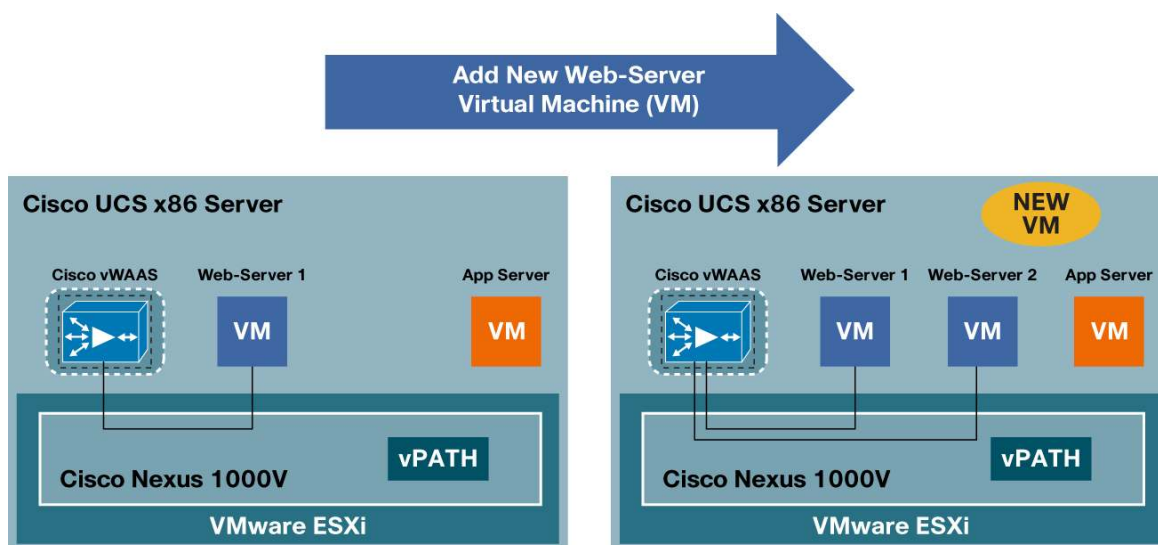 Add New Web-Server
Virtual Machine (VM)
Cisco UCS x86 Server
Cisco vWAAS
Web-Server 1
App Server
VM
VM
vPATH
Cisco Nexus 1000V
VMware ESXi
Cisco UCS x86 Server
NEW
VM
Cisco vWAAS
Web-Server 1
Web-Server 2
App Server
VM
VM
VM
vPATH
Cisco Nexus 1000V
VMware ESXi